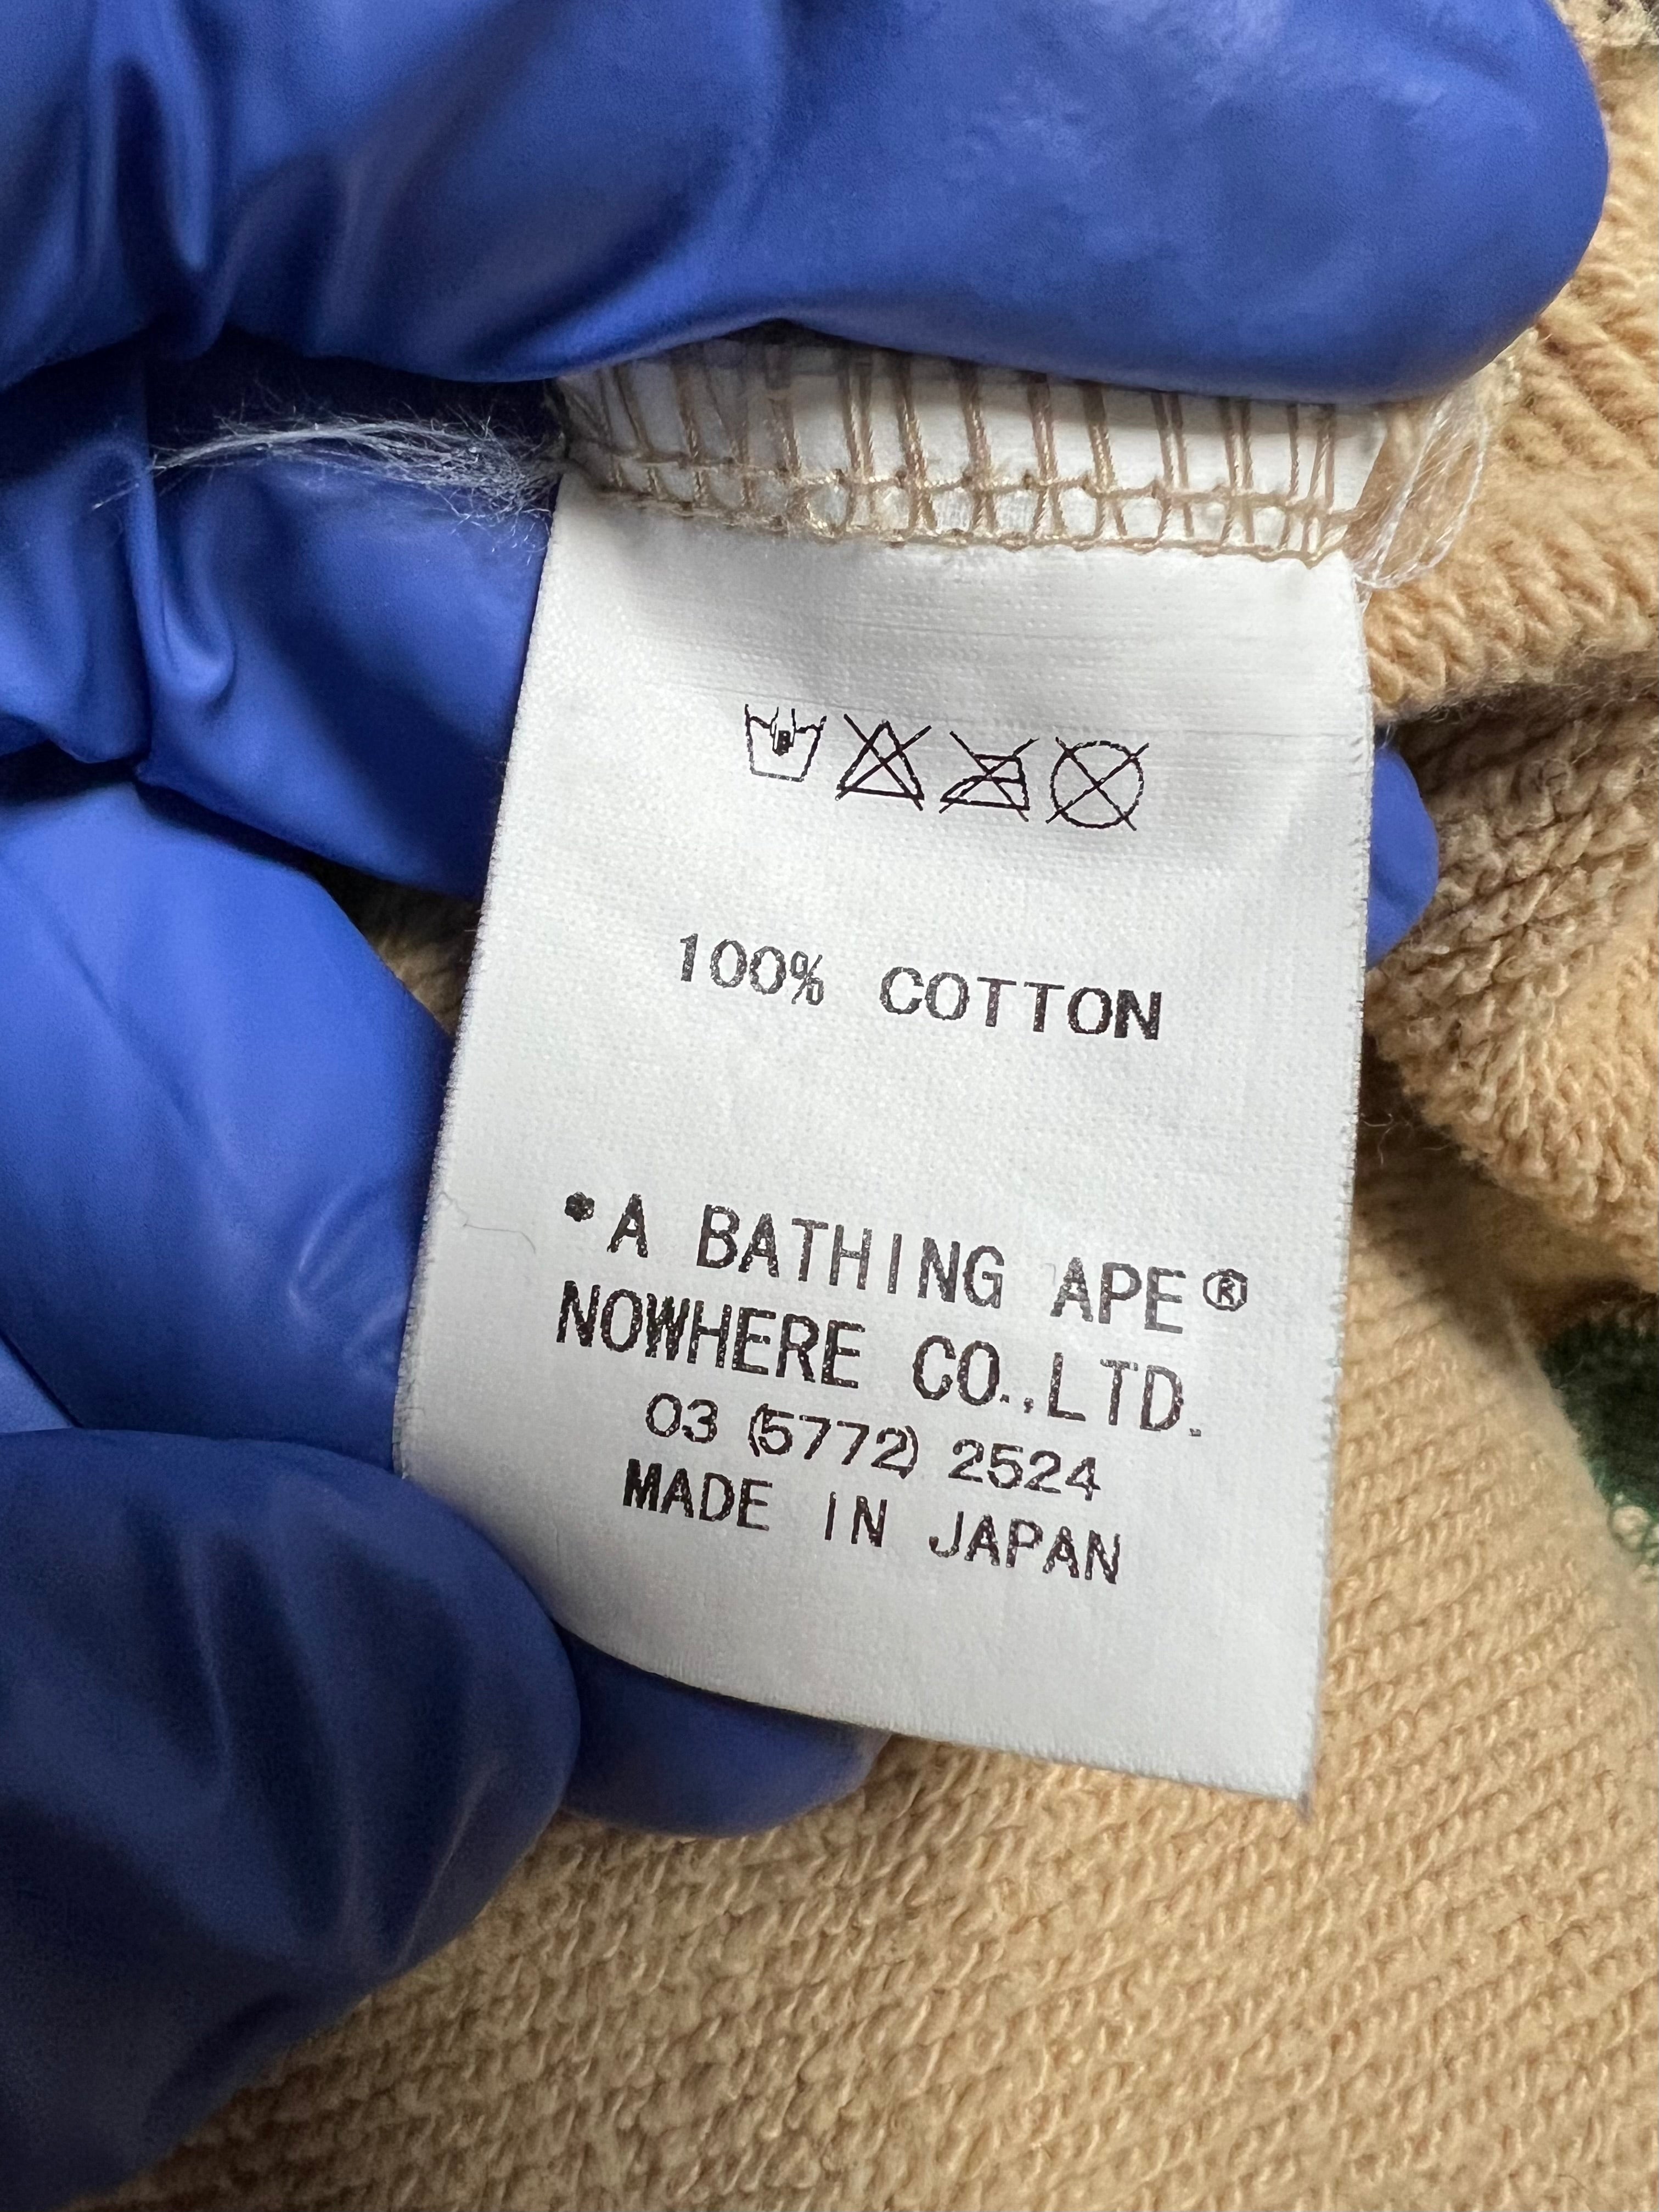 100% COTTON
•A BATHING APE®
NOWHERE CO.,LTD.
03 (5772) 2524
MADE IN JAPAN